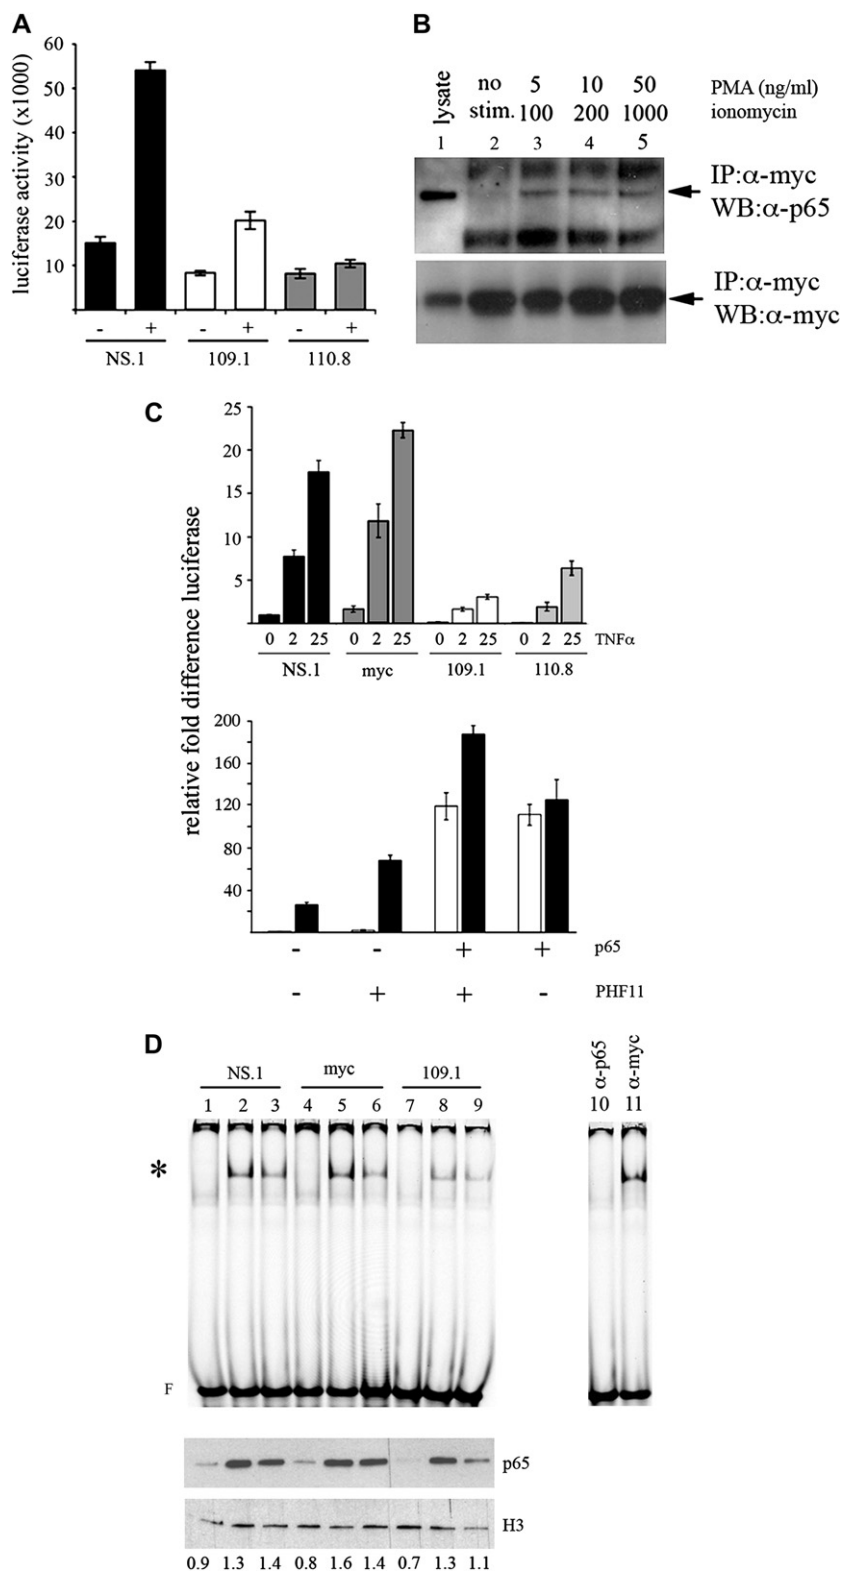 A
luciferase activity (x1000)
60
50
40
30
20
10
- + - + - +
NS.1 109.1 110.8
B
lysate no stim. 5 100 10 200 50 1000 PMA (ng/ml) ionomycin
1 2 3 4 5
IP:α-myc
WB:α-p65
IP:α-myc
WB:α-myc
C
relative fold difference luciferase
25
20
15
10
5
0 2 25 0 2 25 0 2 25 0 2 25 TNFα
NS.1 myc 109.1 110.8
200
160
120
80
40
- - + + p65
- + + - PHF11
D
NS.1 myc 109.1
1 2 3 4 5 6 7 8 9
α-p65 α-myc
10 11
*
F
p65
H3
0.9 1.3 1.4 0.8 1.6 1.4 0.7 1.3 1.1